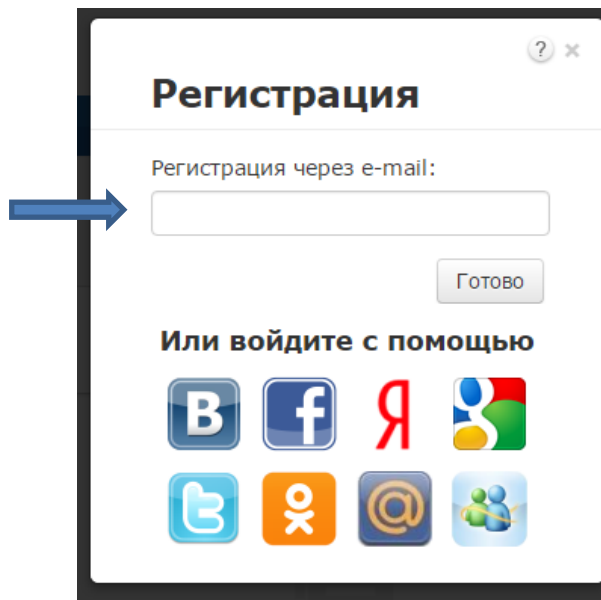 ?
Регистрация
Регистрация через e-mail:
Готово
Или войдите с помощью
В f Я g
t @